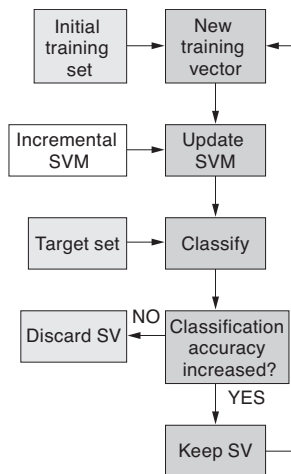 Initial
training
set
New
training
vector
Incremental
SVM
Update
SVM
Target set
Classify
NO
Discard SV
Classification
accuracy
increased?
YES
Keep SV